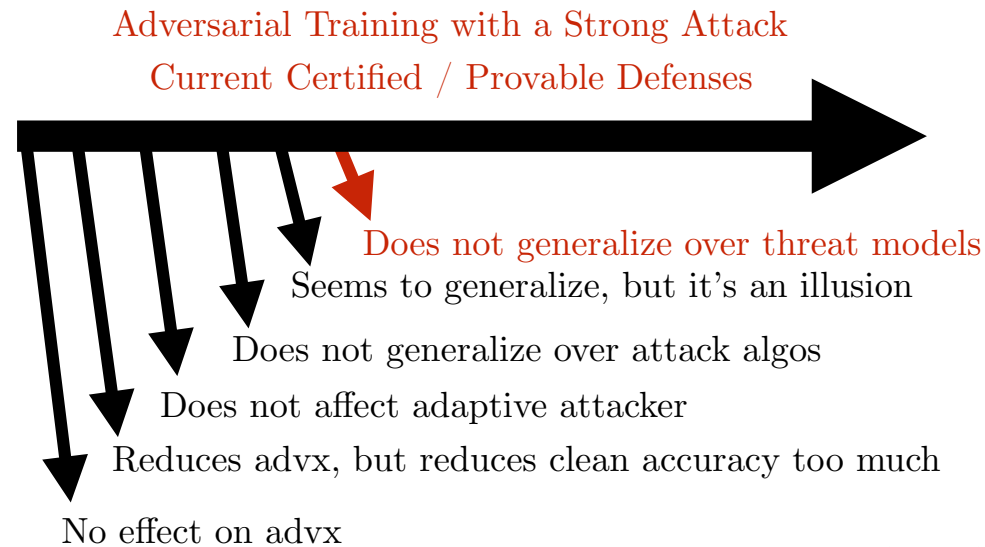 Adversarial Training with a Strong Attack
Current Certified / Provable Defenses
Does not generalize over threat models
Seems to generalize, but it's an illusion
Does not generalize over attack algos
Does not affect adaptive attacker
Reduces advx, but reduces clean accuracy too much
No effect on advx